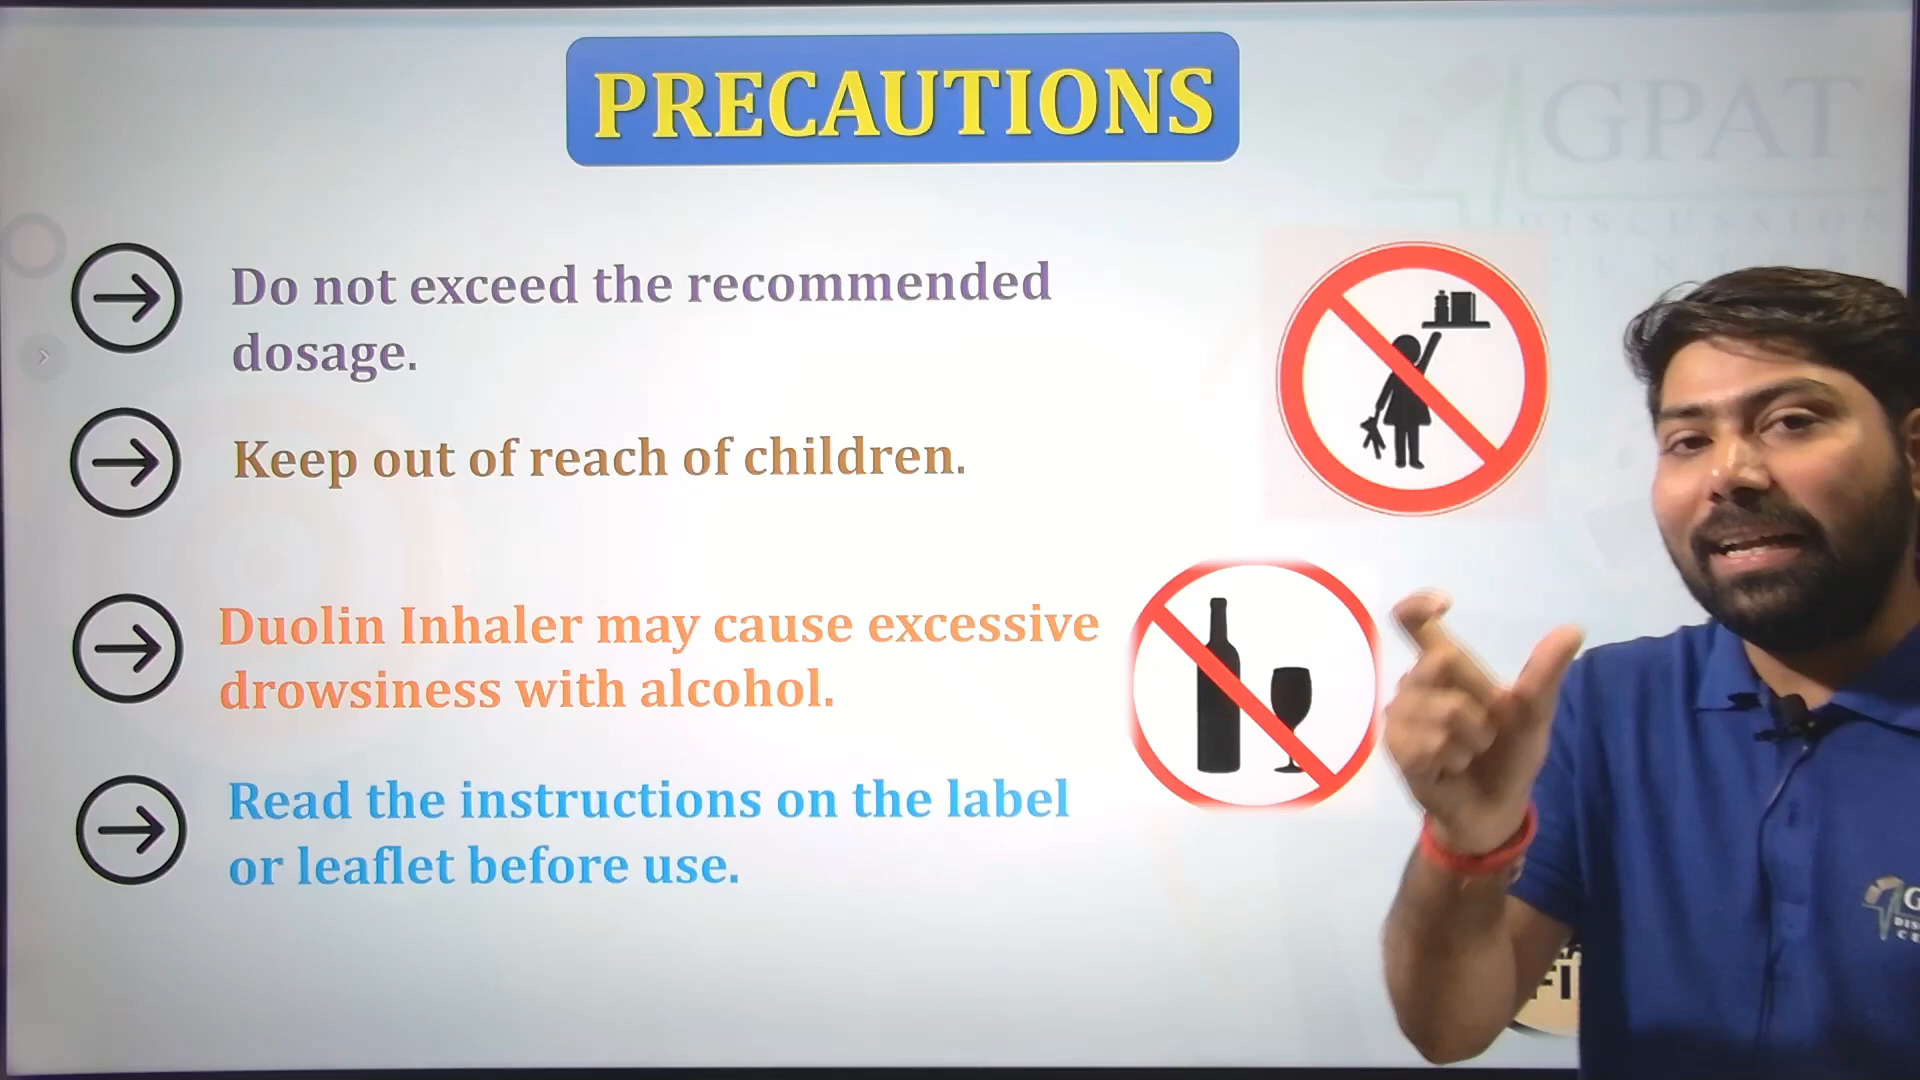 PRECAUTIONS
GPAT
DISCUSSION
Do not exceed the recommended
dosage.
Keep out of reach of children.
Duolin Inhaler may cause excessive
drowsiness with alcohol.
Read the instructions on the label
or leaflet before use.